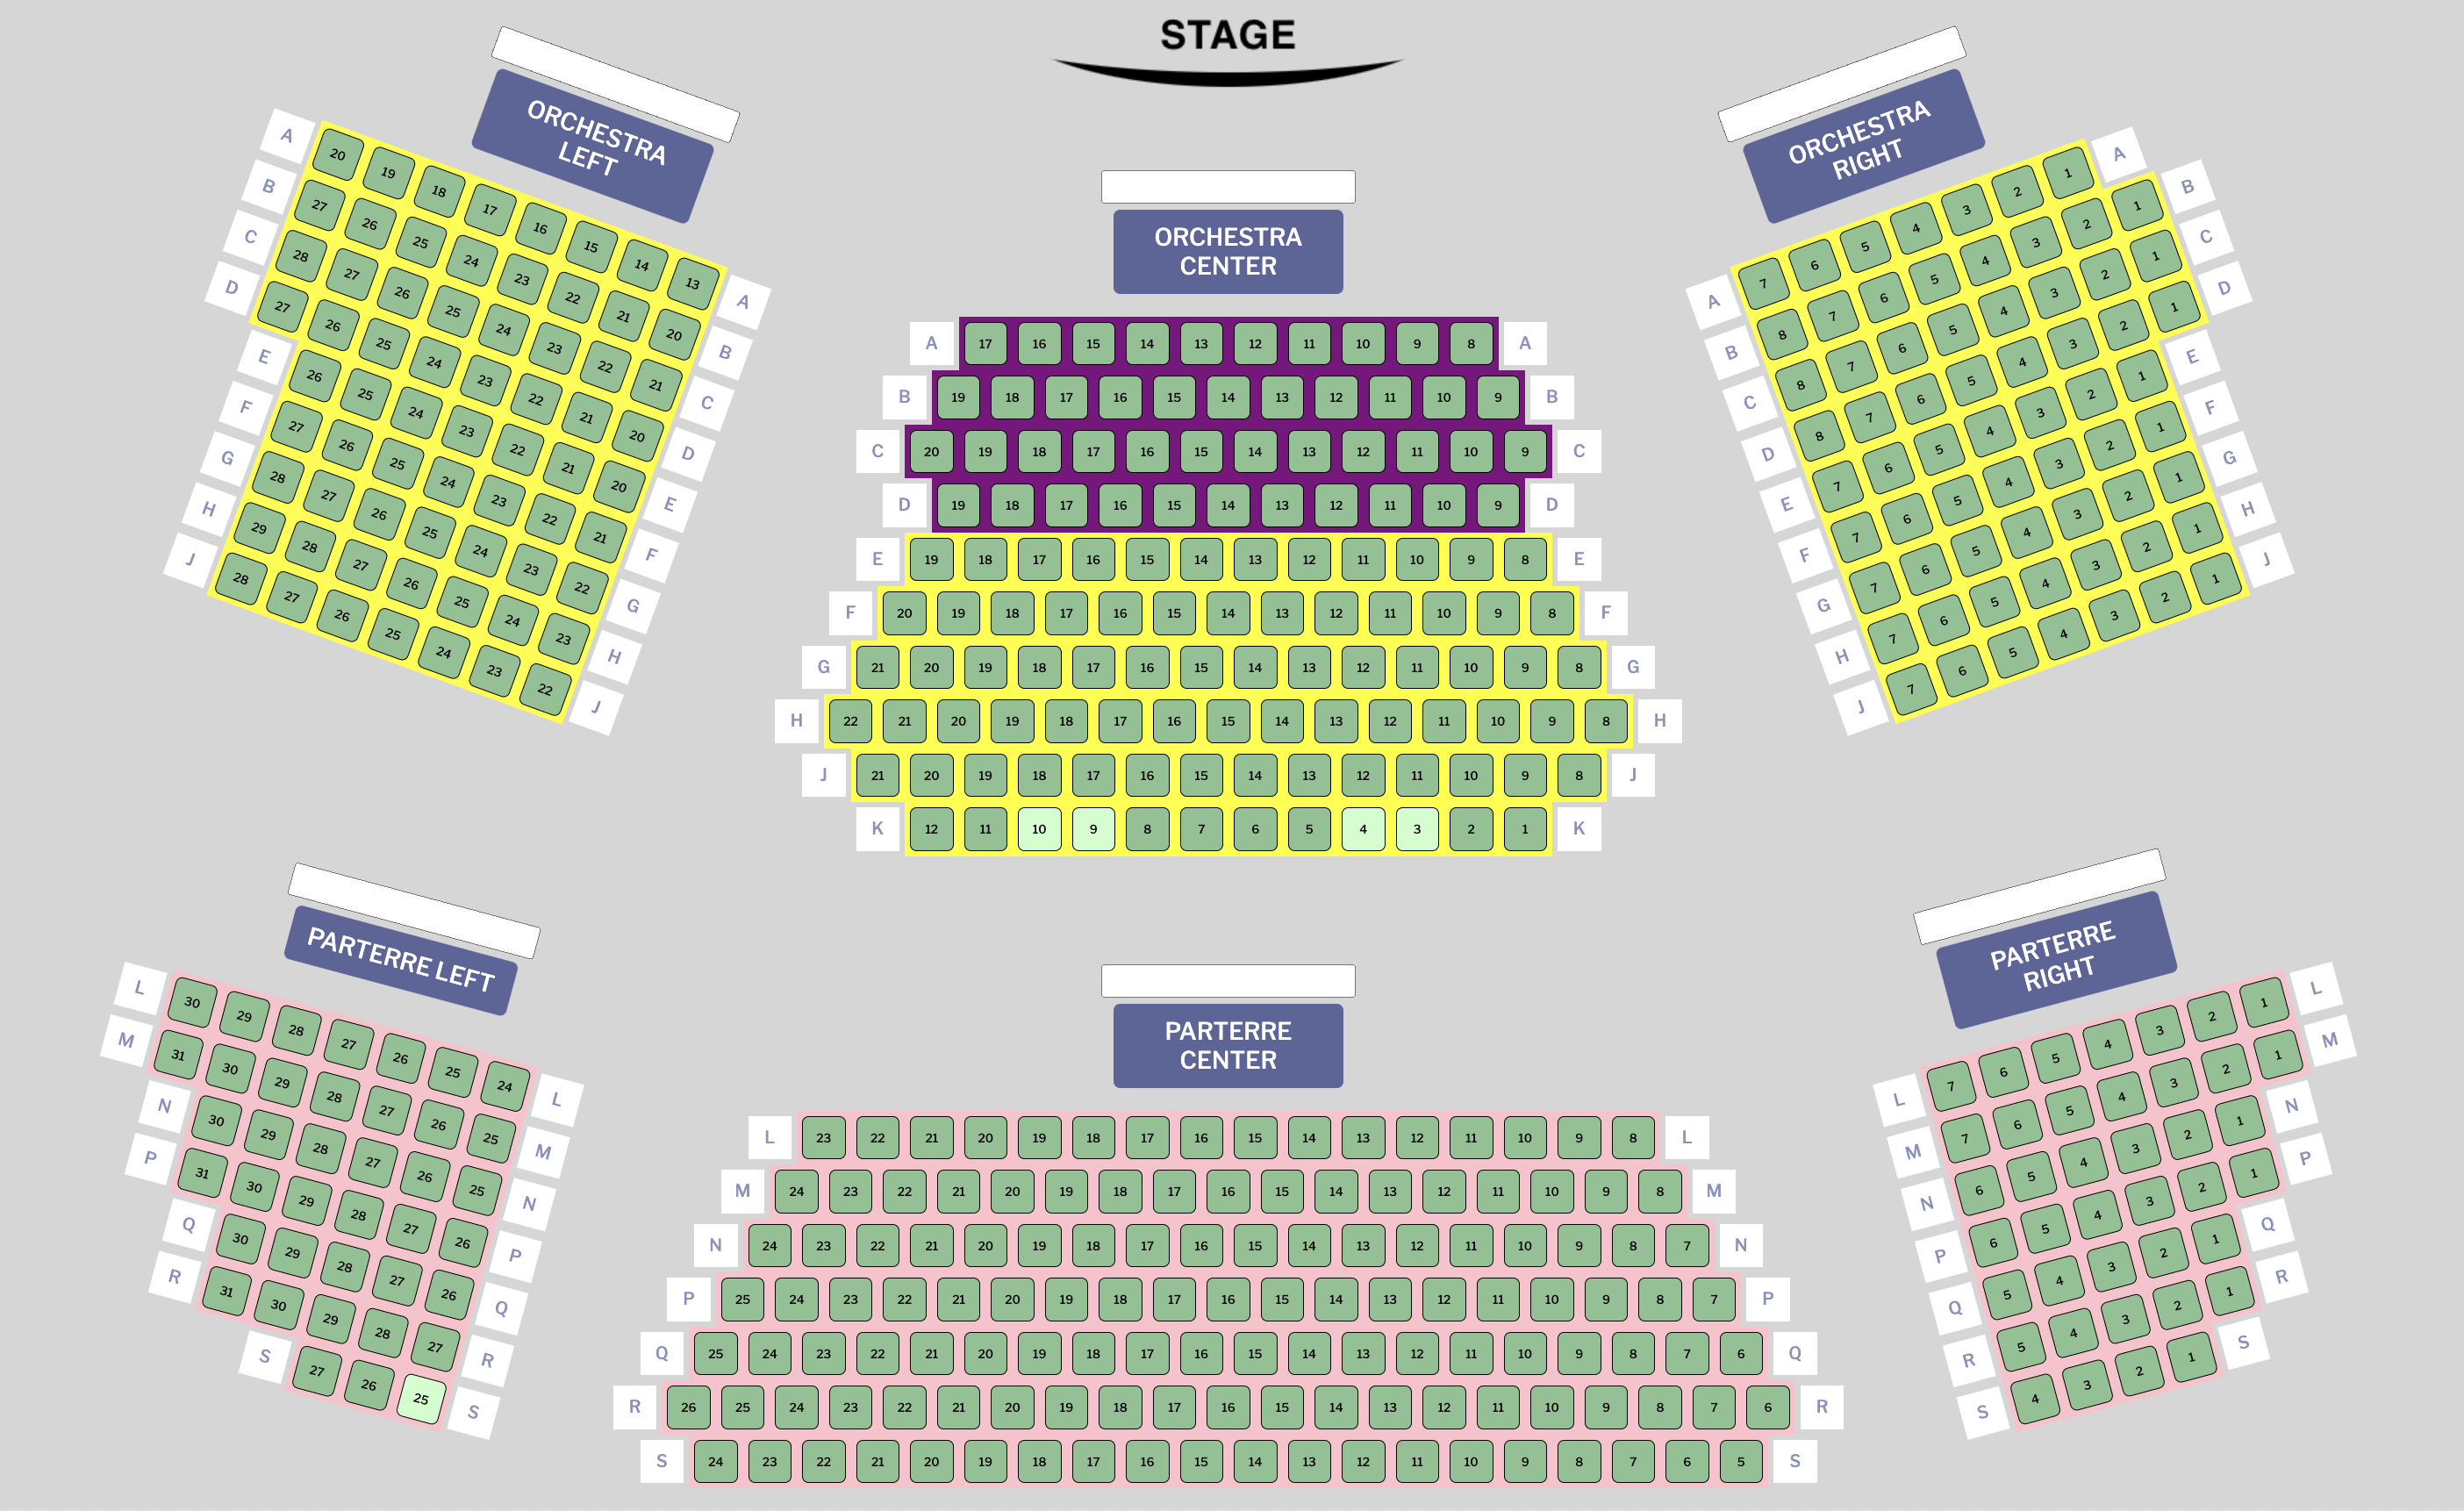 STAGE
ORCHESTRA
LEFT
A 20 19 18 17 16 15 14 13 A
B 27 26 25 24 23 22 21 20 B
C 28 27 26 25 24 23 22 21 C
D 27 26 25 24 23 22 21 20 D
E 26 25 24 23 22 21 20 E
F 27 26 25 24 23 22 21 F
G 28 27 26 25 24 23 22 G
H 29 28 27 26 25 24 23 H
J 28 27 26 25 24 23 22 J
ORCHESTRA
CENTER
A 17 16 15 14 13 12 11 10 9 8 A
B 19 18 17 16 15 14 13 12 11 10 9 B
C 20 19 18 17 16 15 14 13 12 11 10 9 C
D 19 18 17 16 15 14 13 12 11 10 9 D
E 19 18 17 16 15 14 13 12 11 10 9 8 E
F 20 19 18 17 16 15 14 13 12 11 10 9 8 F
G 21 20 19 18 17 16 15 14 13 12 11 10 9 8 G
H 22 21 20 19 18 17 16 15 14 13 12 11 10 9 8 H
J 21 20 19 18 17 16 15 14 13 12 11 10 9 8 J
K 12 11 10 9 8 7 6 5 4 3 2 1 K
ORCHESTRA
RIGHT
A 7 6 5 4 3 2 1 A
B 8 7 6 5 4 3 2 1 B
C 8 7 6 5 4 3 2 1 C
D 8 7 6 5 4 3 2 1 D
E 7 6 5 4 3 2 1 E
F 7 6 5 4 3 2 1 F
G 7 6 5 4 3 2 1 G
H 7 6 5 4 3 2 1 H
J 7 6 5 4 3 2 1 J
PARTERRE LEFT
L 30 29 28 27 26 25 24 L
M 31 30 29 28 27 26 25 M
N 30 29 28 27 26 25 N
P 31 30 29 28 27 26 P
Q 30 29 28 27 26 Q
R 31 30 29 28 27 R
S 27 26 25 S
PARTERRE
CENTER
L 23 22 21 20 19 18 17 16 15 14 13 12 11 10 9 8 L
M 24 23 22 21 20 19 18 17 16 15 14 13 12 11 10 9 8 M
N 24 23 22 21 20 19 18 17 16 15 14 13 12 11 10 9 8 7 N
P 25 24 23 22 21 20 19 18 17 16 15 14 13 12 11 10 9 8 7 P
Q 25 24 23 22 21 20 19 18 17 16 15 14 13 12 11 10 9 8 7 6 Q
R 26 25 24 23 22 21 20 19 18 17 16 15 14 13 12 11 10 9 8 7 6 R
S 24 23 22 21 20 19 18 17 16 15 14 13 12 11 10 9 8 7 6 5 S
PARTERRE
RIGHT
L 7 6 5 4 3 2 1 L
M 7 6 5 4 3 2 1 M
N 6 5 4 3 2 1 N
P 6 5 4 3 2 1 P
Q 5 4 3 2 1 Q
R 5 4 3 2 1 R
S 4 3 2 1 S